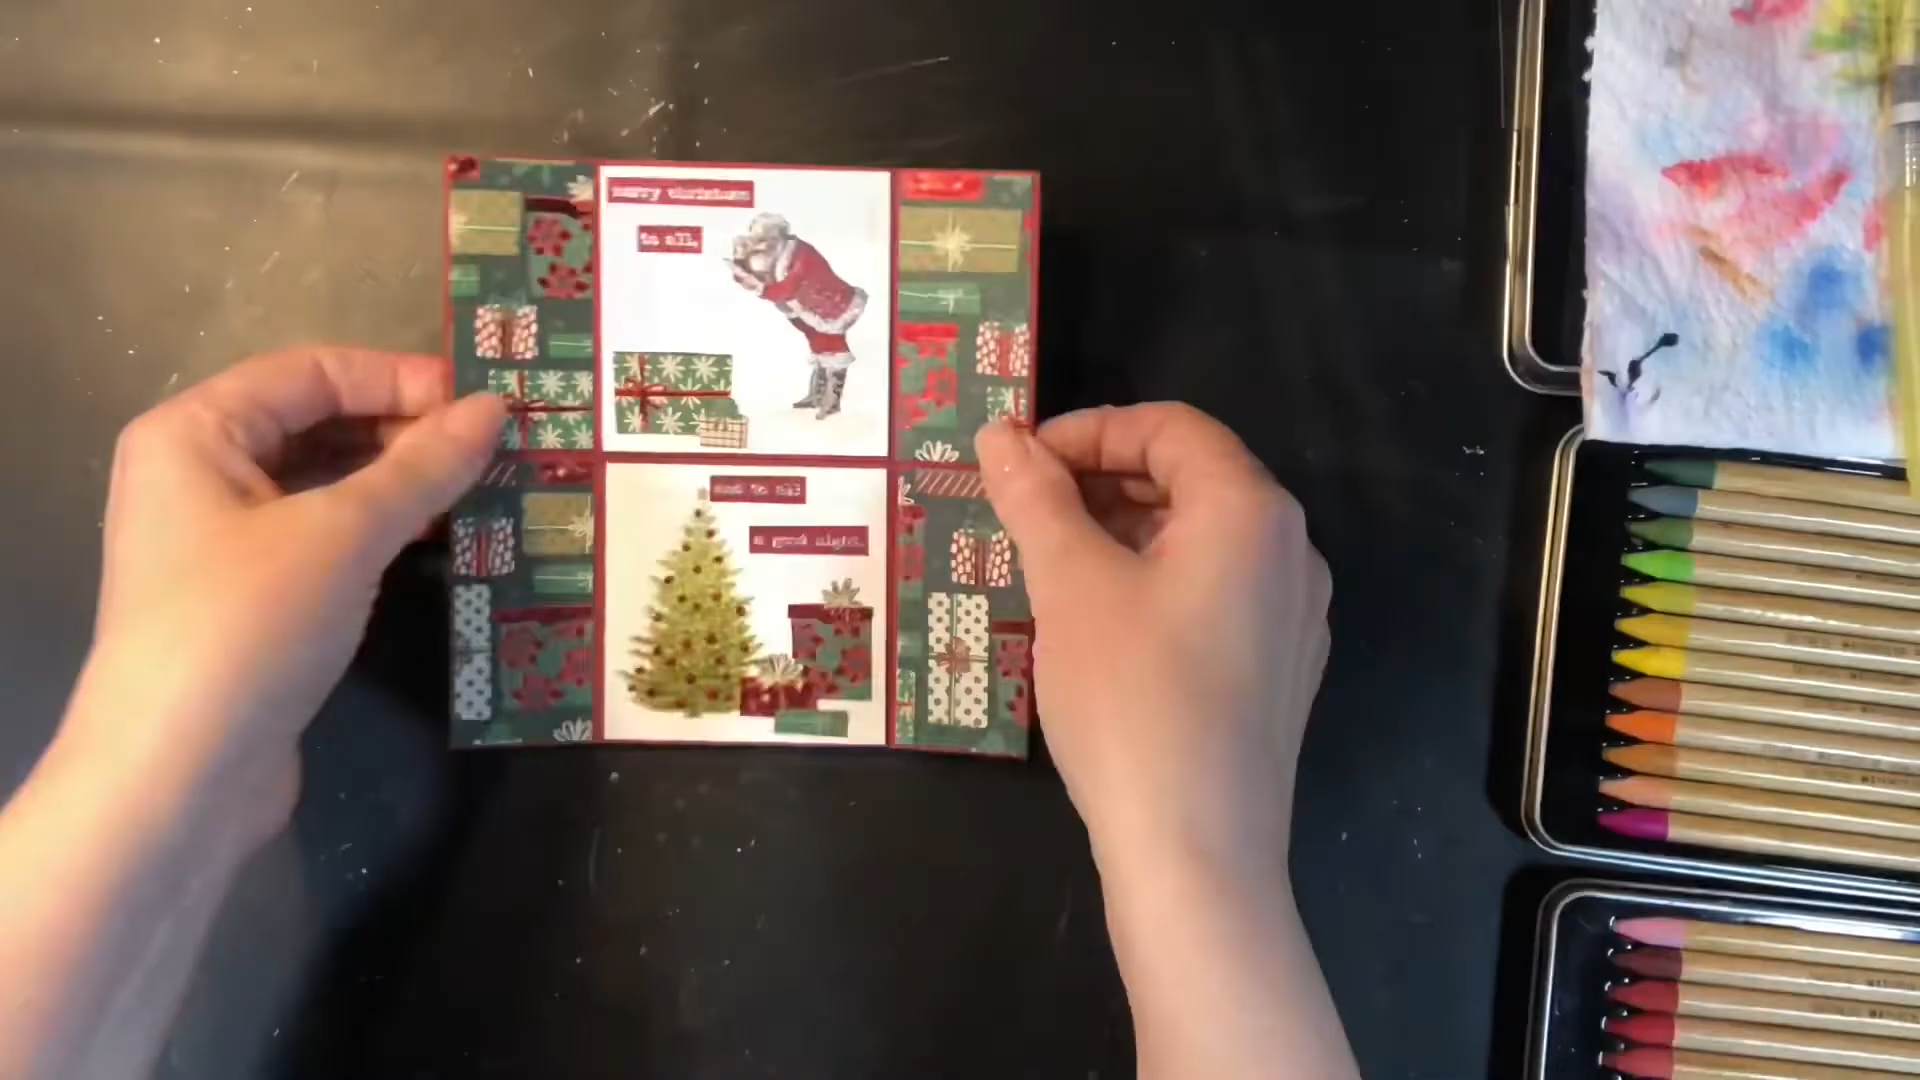 merry christmas
to all,
and to all
a good night.